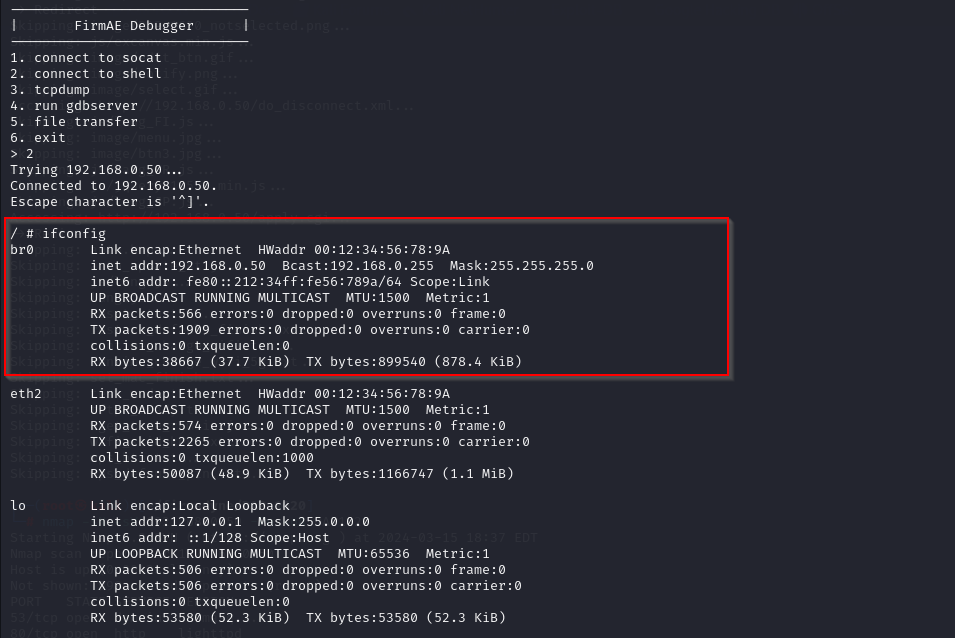 |       FirmAE Debugger      |
1. connect to socat
2. connect to shell
3. tcpdump
4. run gdbserver
5. file transfer
6. exit
> 2
Trying 192.168.0.50...
Connected to 192.168.0.50.
Escape character is '^]'.
/ # ifconfig
br0       Link encap:Ethernet  HWaddr 00:12:34:56:78:9A
          inet addr:192.168.0.50  Bcast:192.168.0.255  Mask:255.255.255.0
          inet6 addr: fe80::212:34ff:fe56:789a/64 Scope:Link
          UP BROADCAST RUNNING MULTICAST  MTU:1500  Metric:1
          RX packets:566 errors:0 dropped:0 overruns:0 frame:0
          TX packets:1909 errors:0 dropped:0 overruns:0 carrier:0
          collisions:0 txqueuelen:0
          RX bytes:38667 (37.7 KiB)  TX bytes:899540 (878.4 KiB)
eth2      Link encap:Ethernet  HWaddr 00:12:34:56:78:9A
          UP BROADCAST RUNNING MULTICAST  MTU:1500  Metric:1
          RX packets:574 errors:0 dropped:0 overruns:0 frame:0
          TX packets:2265 errors:0 dropped:0 overruns:0 carrier:0
          collisions:0 txqueuelen:1000
          RX bytes:50087 (48.9 KiB)  TX bytes:1166747 (1.1 MiB)
lo        Link encap:Local Loopback
          inet addr:127.0.0.1  Mask:255.0.0.0
          inet6 addr: ::1/128 Scope:Host
          UP LOOPBACK RUNNING MULTICAST  MTU:65536  Metric:1
          RX packets:506 errors:0 dropped:0 overruns:0 frame:0
          TX packets:506 errors:0 dropped:0 overruns:0 carrier:0
          collisions:0 txqueuelen:0
          RX bytes:53580 (52.3 KiB)  TX bytes:53580 (52.3 KiB)